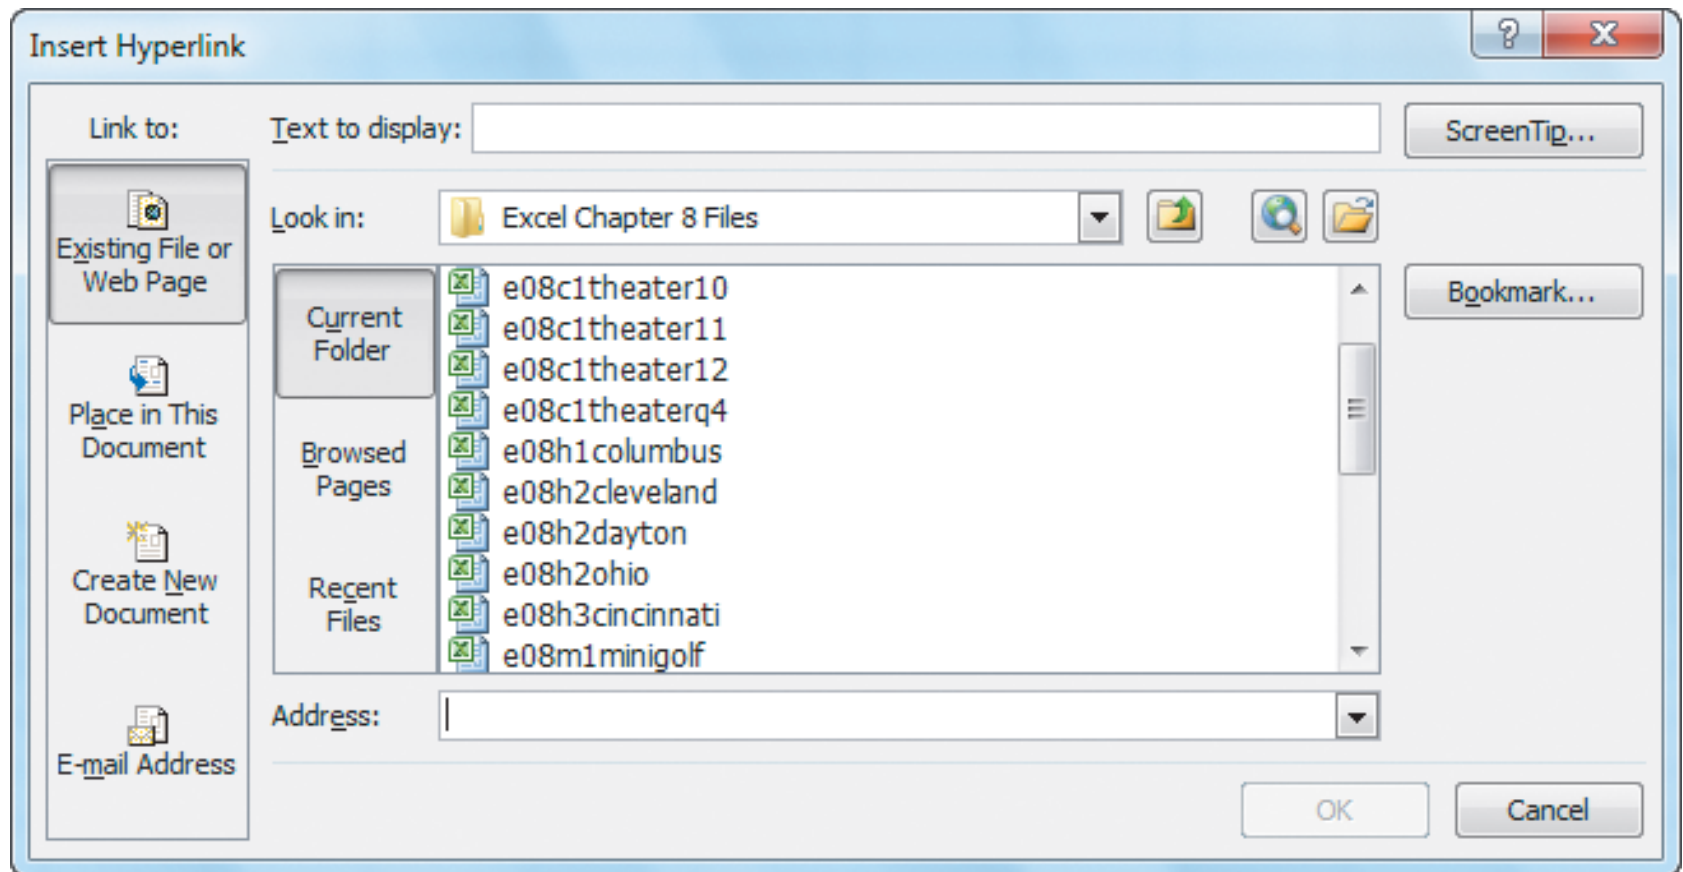 Insert Hyperlink
Link to:
Text to display:
ScreenTip...
Existing File or
Web Page
Place in This
Document
Create New
Document
E-mail Address
Look in:
Excel Chapter 8 Files
Current
Folder
Browsed
Pages
Recent
Files
e08c1theater10
e08c1theater11
e08c1theater12
e08c1theaterq4
e08h1columbus
e08h2cleveland
e08h2dayton
e08h2ohio
e08h3cincinnati
e08m1minigolf
Bookmark...
Address:
OK
Cancel